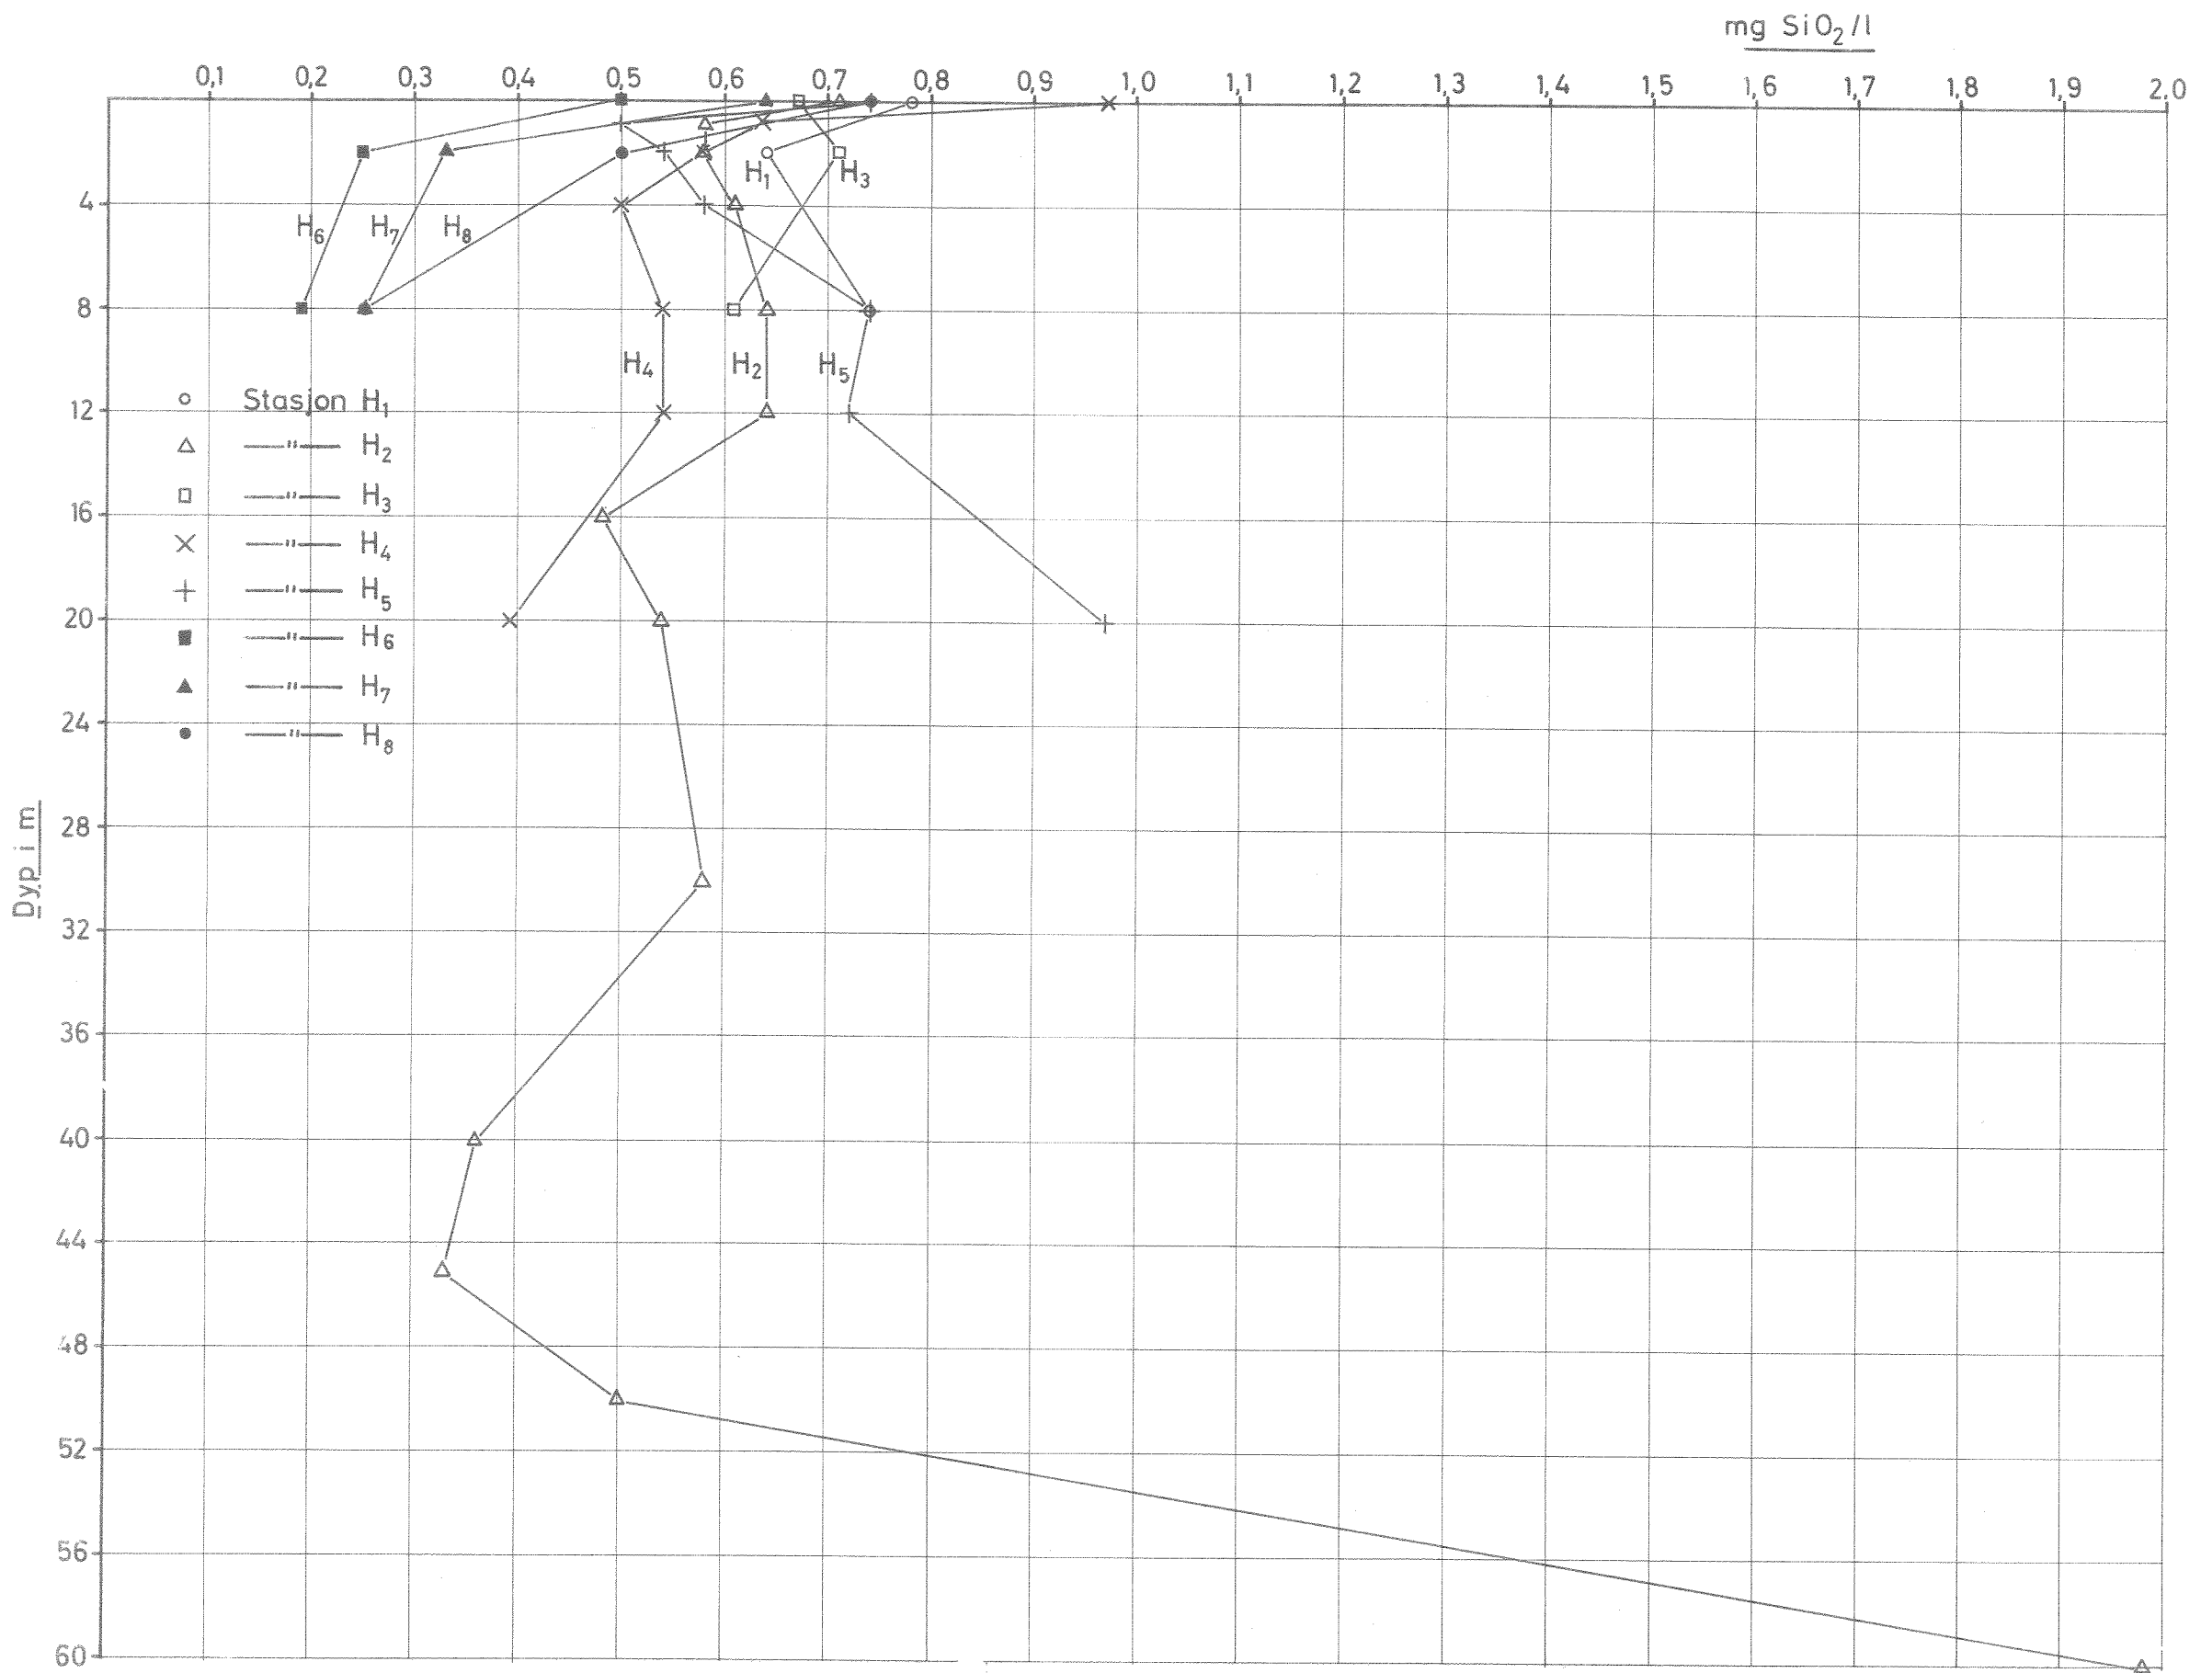 mg SiO₂/l
0,1 0,2 0,3 0,4 0,5 0,6 0,7 0,8 0,9 1,0 1,1 1,2 1,3 1,4 1,5 1,6 1,7 1,8 1,9 2,0
H₁ H₃
4
H₆ H₇ H₈
8
H₄ H₂ H₅
Stasjon H₁
12
—"— H₂
—"— H₃
16
—"— H₄
—"— H₅
20
—"— H₆
—"— H₇
24
—"— H₈
28
Dyp i m
32
36
40
44
48
52
56
60